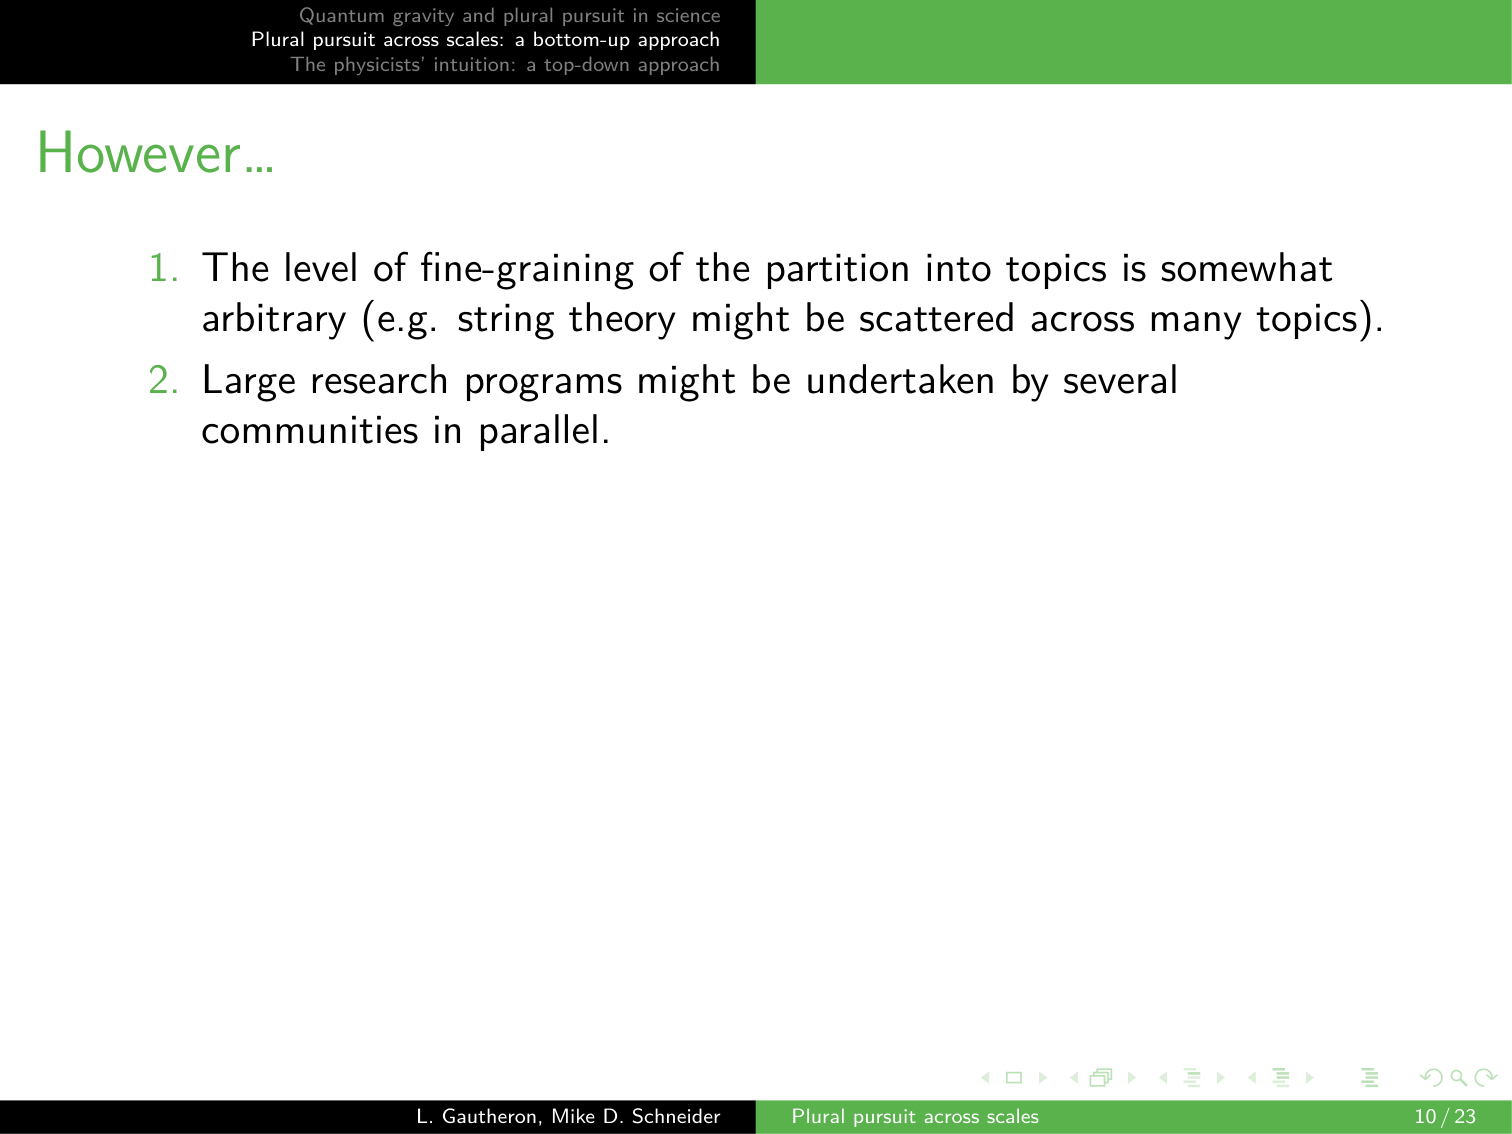 Quantum gravity and plural pursuit in science
Plural pursuit across scales: a bottom-up approach
The physicists' intuition: a top-down approach
However…
1. The level of fine-graining of the partition into topics is somewhat
arbitrary (e.g. string theory might be scattered across many topics).
2. Large research programs might be undertaken by several
communities in parallel.
L. Gautheron, Mike D. Schneider
Plural pursuit across scales
10 / 23